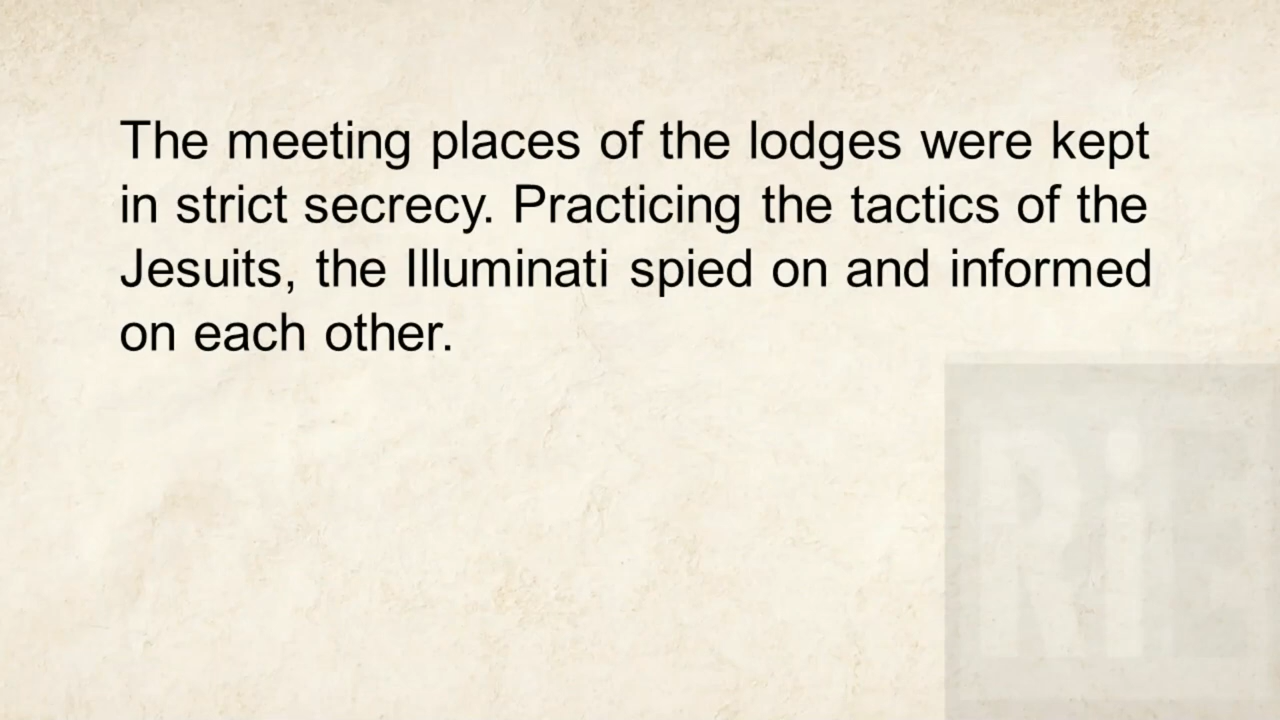 The meeting places of the lodges were kept
in strict secrecy. Practicing the tactics of the
Jesuits, the Illuminati spied on and informed
on each other.